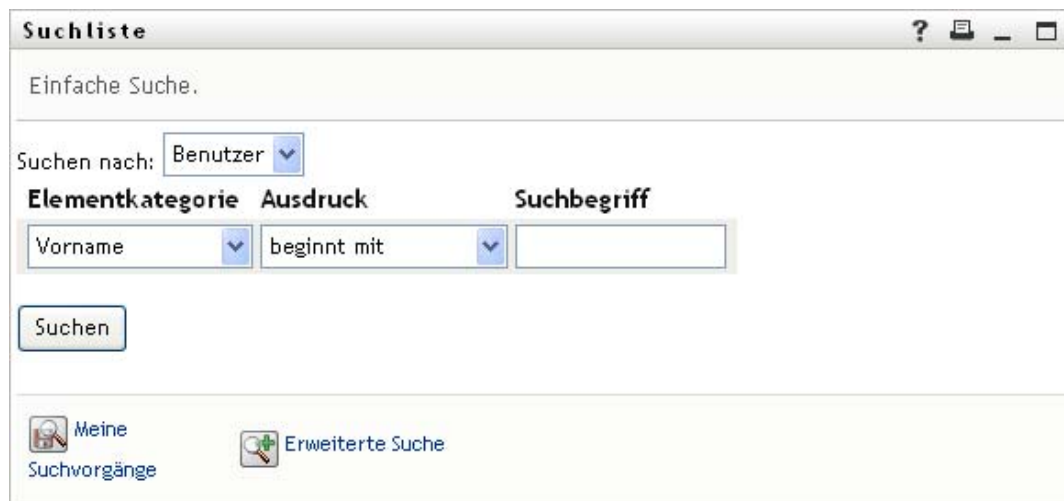 Suchliste
Einfache Suche.
Suchen nach: Benutzer
Elementkategorie Ausdruck Suchbegriff
Vorname beginnt mit
Suchen
Meine
Suchvorgänge
Erweiterte Suche